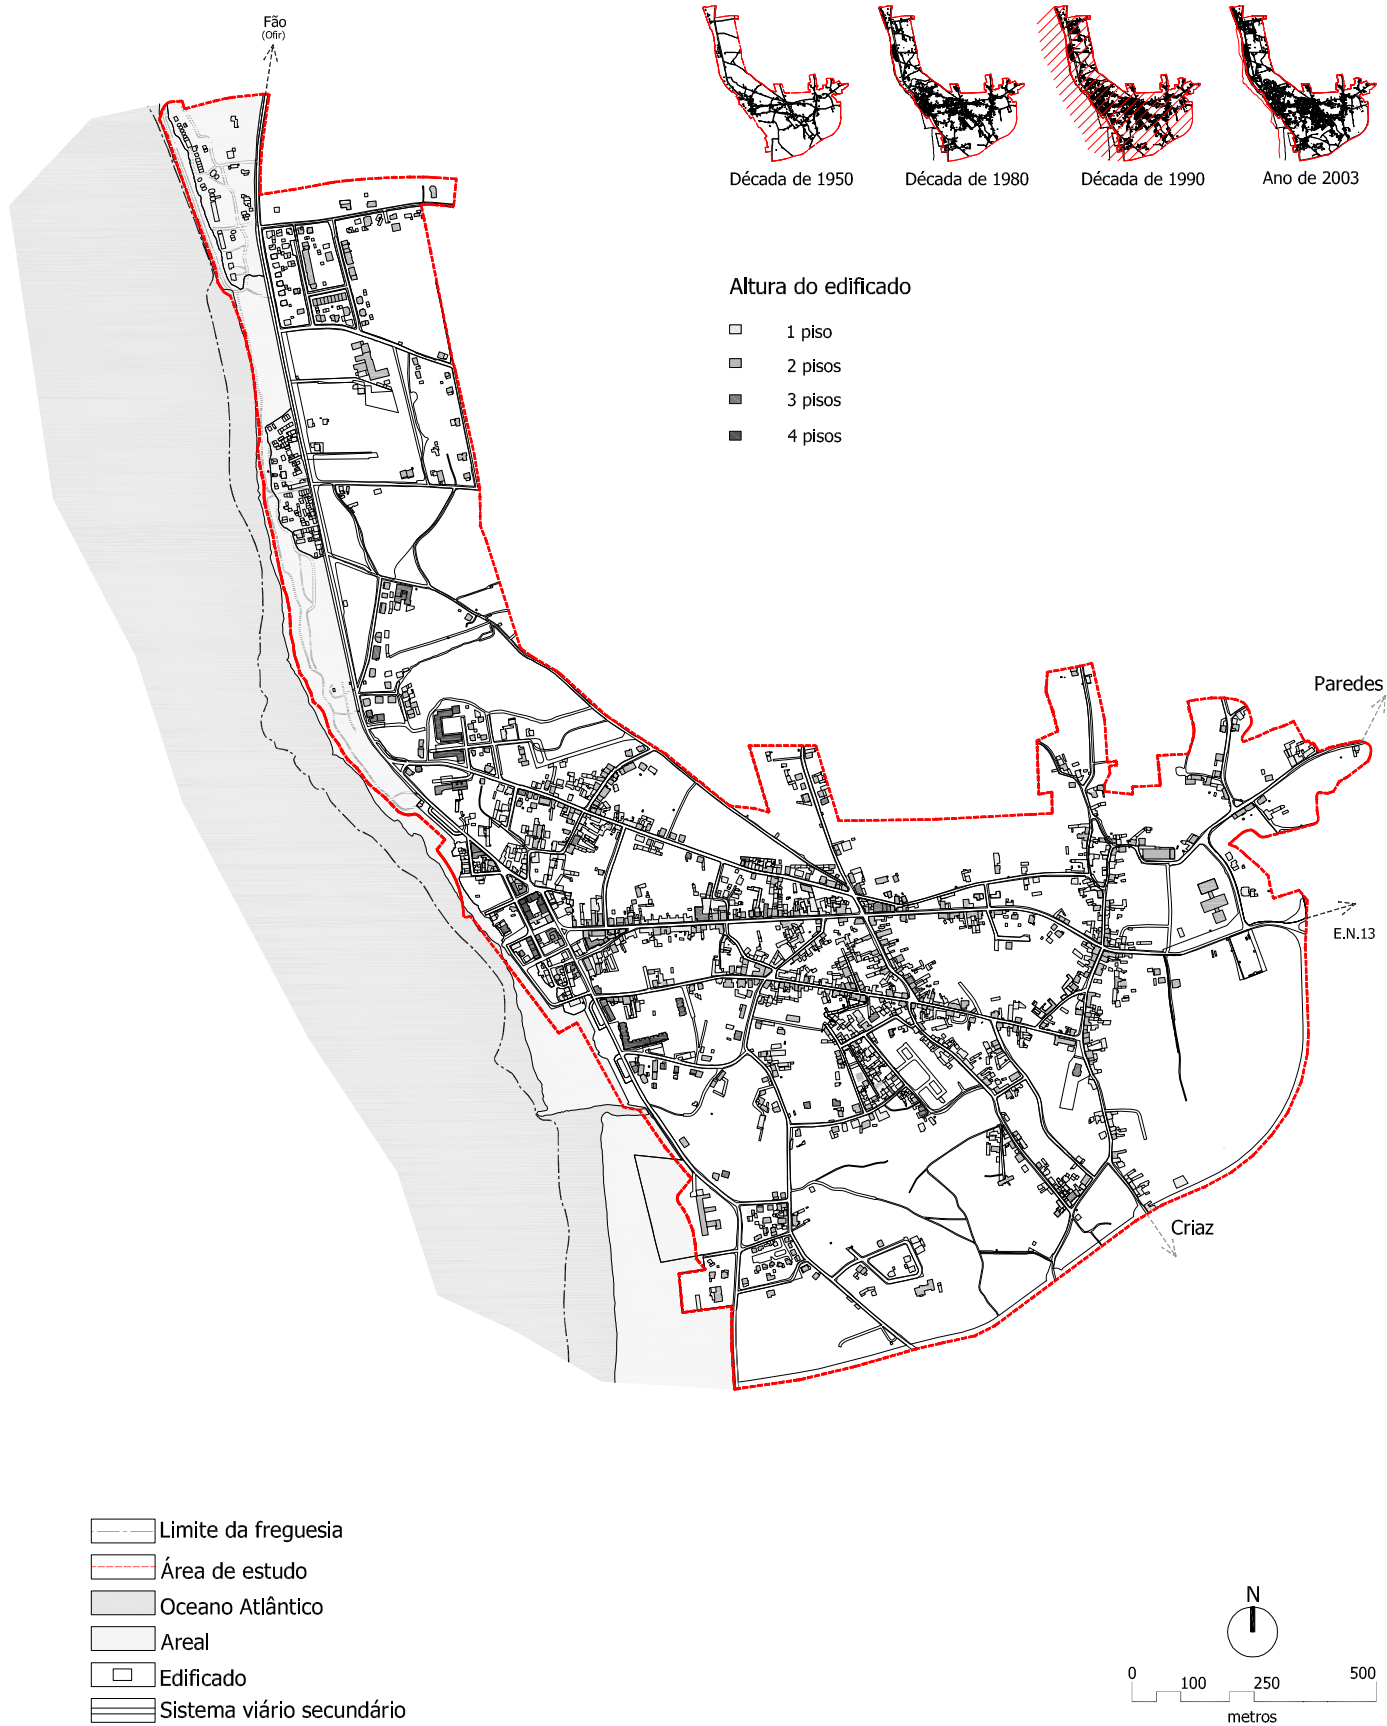 Fão
(Ofir)
Década de 1950
Década de 1980
Década de 1990
Ano de 2003
Altura do edificado
1 piso
2 pisos
3 pisos
4 pisos
Paredes
E.N.13
Criaz
Limite da freguesia
Área de estudo
Oceano Atlântico
Areal
Edificado
Sistema viário secundário
N
0 100 250 500
metros